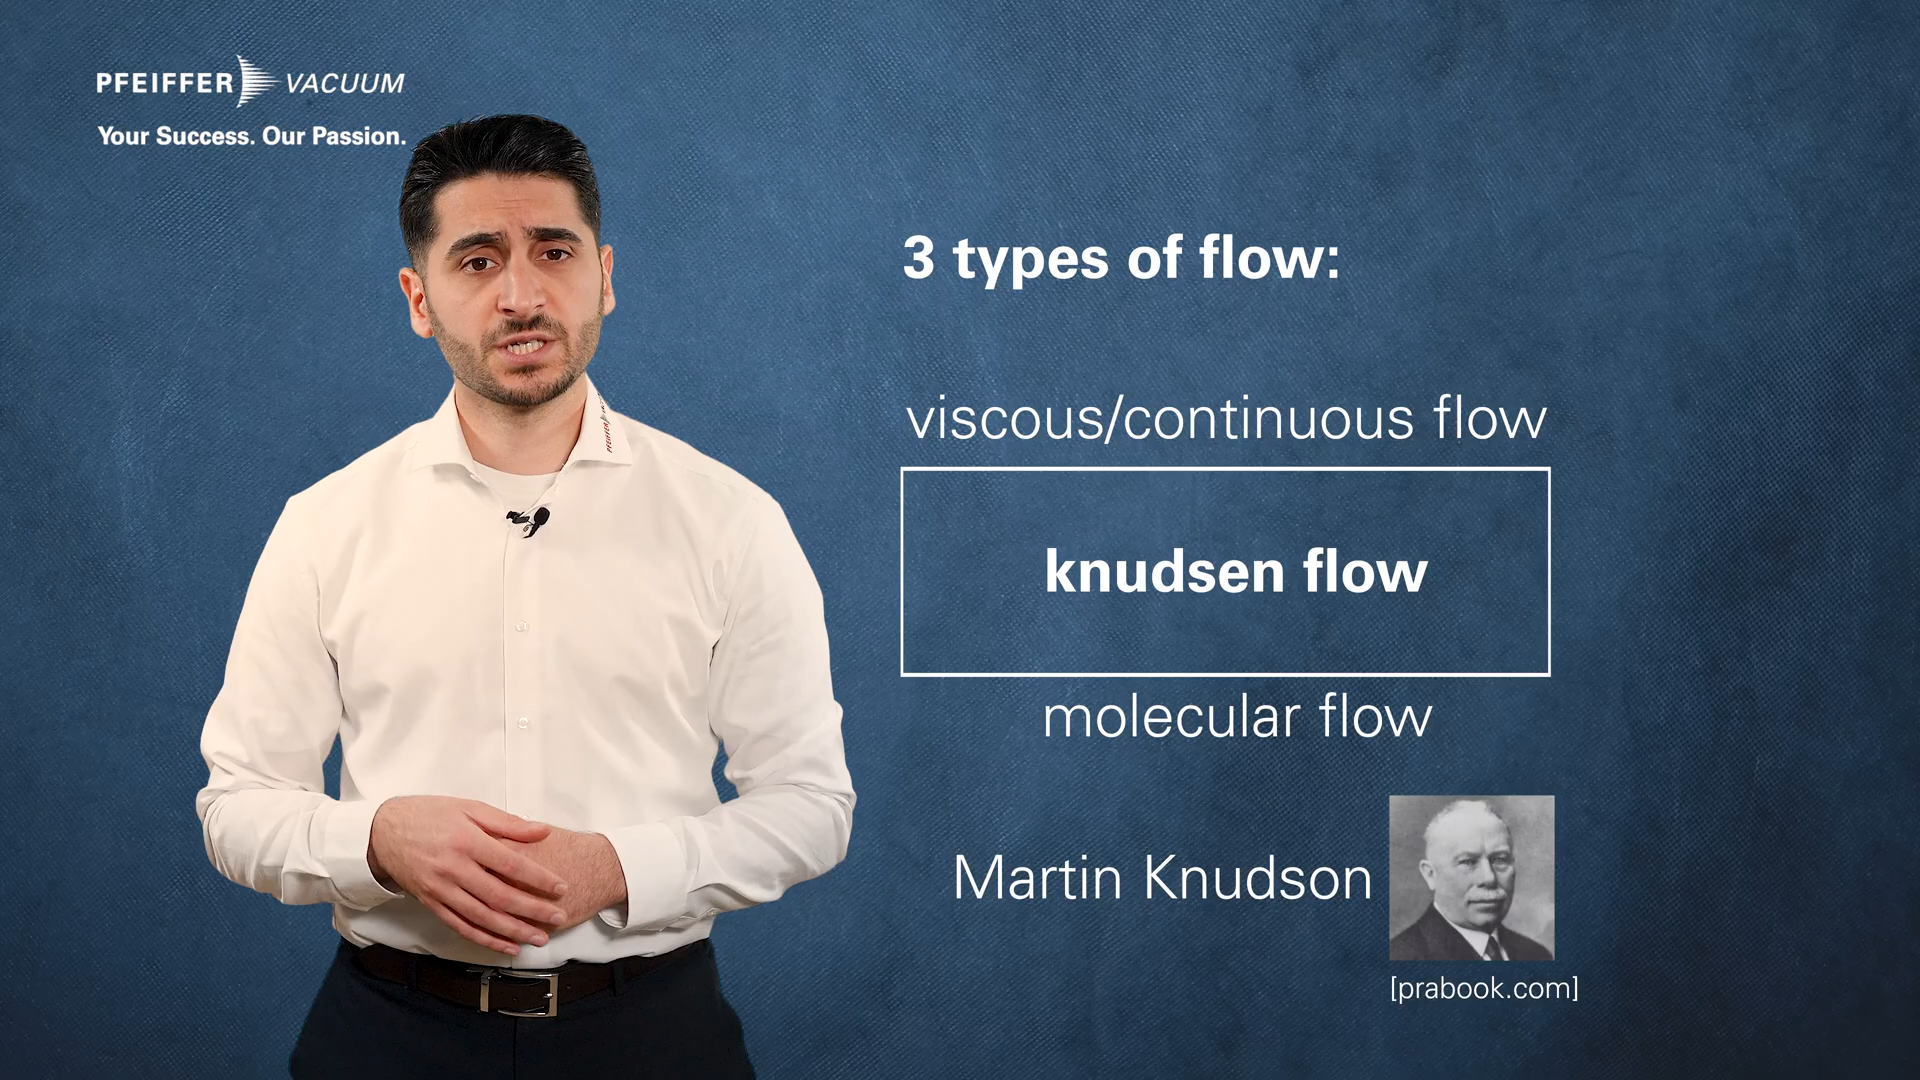 PFEIFFER VACUUM
Your Success. Our Passion.
3 types of flow:
viscous/continuous flow
knudsen flow
molecular flow
Martin Knudson
[prabook.com]
PFEIFFER